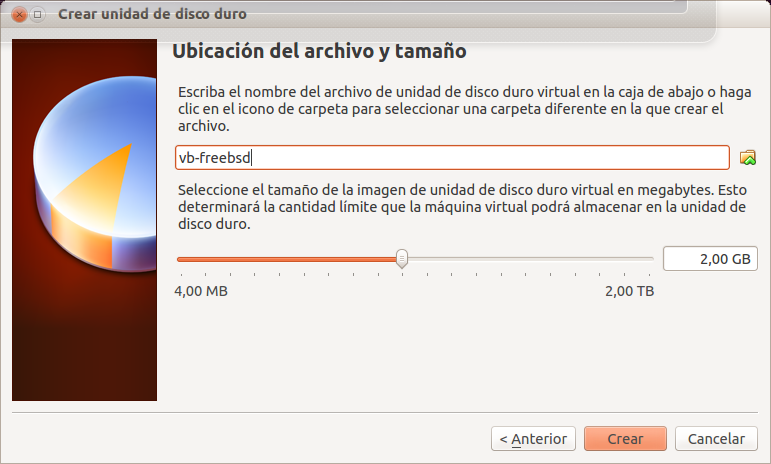 Crear unidad de disco duro
Ubicación del archivo y tamaño
Escriba el nombre del archivo de unidad de disco duro virtual en la caja de abajo o haga
clic en el icono de carpeta para seleccionar una carpeta diferente en la que crear el
archivo.
vb-freebsd
Seleccione el tamaño de la imagen de unidad de disco duro virtual en megabytes. Esto
determinará la cantidad límite que la máquina virtual podrá almacenar en la unidad de
disco duro.
2,00 GB
4,00 MB 2,00 TB
< Anterior Crear Cancelar